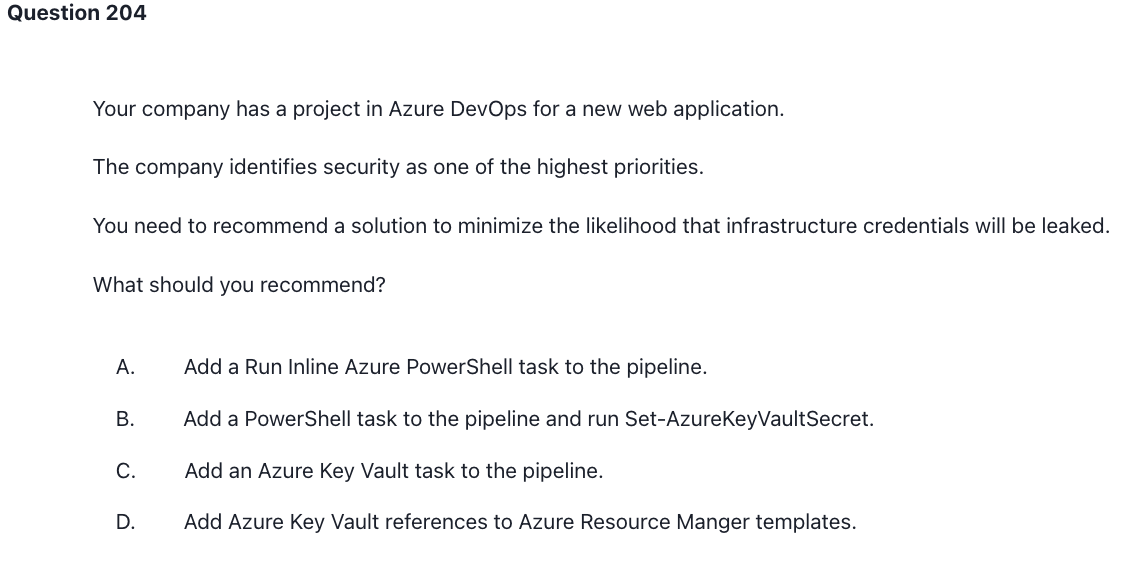 Question 204
Your company has a project in Azure DevOps for a new web application.
The company identifies security as one of the highest priorities.
You need to recommend a solution to minimize the likelihood that infrastructure credentials will be leaked.
What should you recommend?
A. Add a Run Inline Azure PowerShell task to the pipeline.
B. Add a PowerShell task to the pipeline and run Set-AzureKeyVaultSecret.
C. Add an Azure Key Vault task to the pipeline.
D. Add Azure Key Vault references to Azure Resource Manger templates.